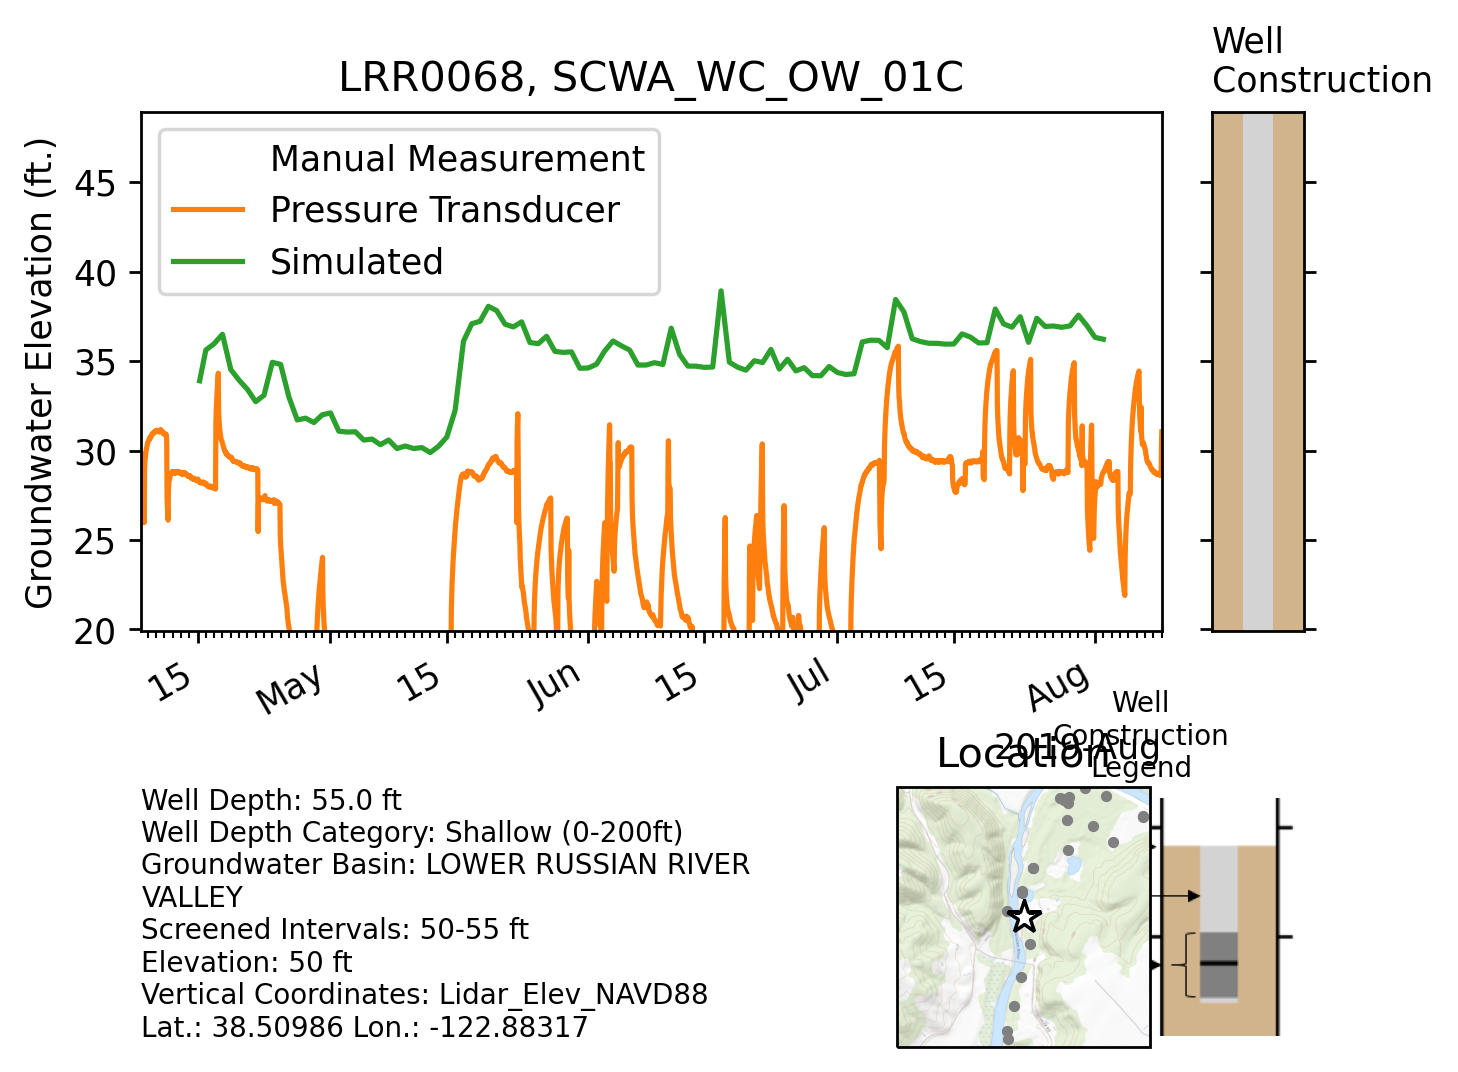 Well
Construction
LRR0068, SCWA_WC_OW_01C
Groundwater Elevation (ft.)
Manual Measurement
Pressure Transducer
Simulated
45
40
35
30
25
20
15
May
15
Jun
15
Jul
15
Aug
2019-Aug
Location
Well
Construction
Legend
Well Depth: 55.0 ft
Well Depth Category: Shallow (0-200ft)
Groundwater Basin: LOWER RUSSIAN RIVER
VALLEY
Screened Intervals: 50-55 ft
Elevation: 50 ft
Vertical Coordinates: Lidar_Elev_NAVD88
Lat.: 38.50986 Lon.: -122.88317